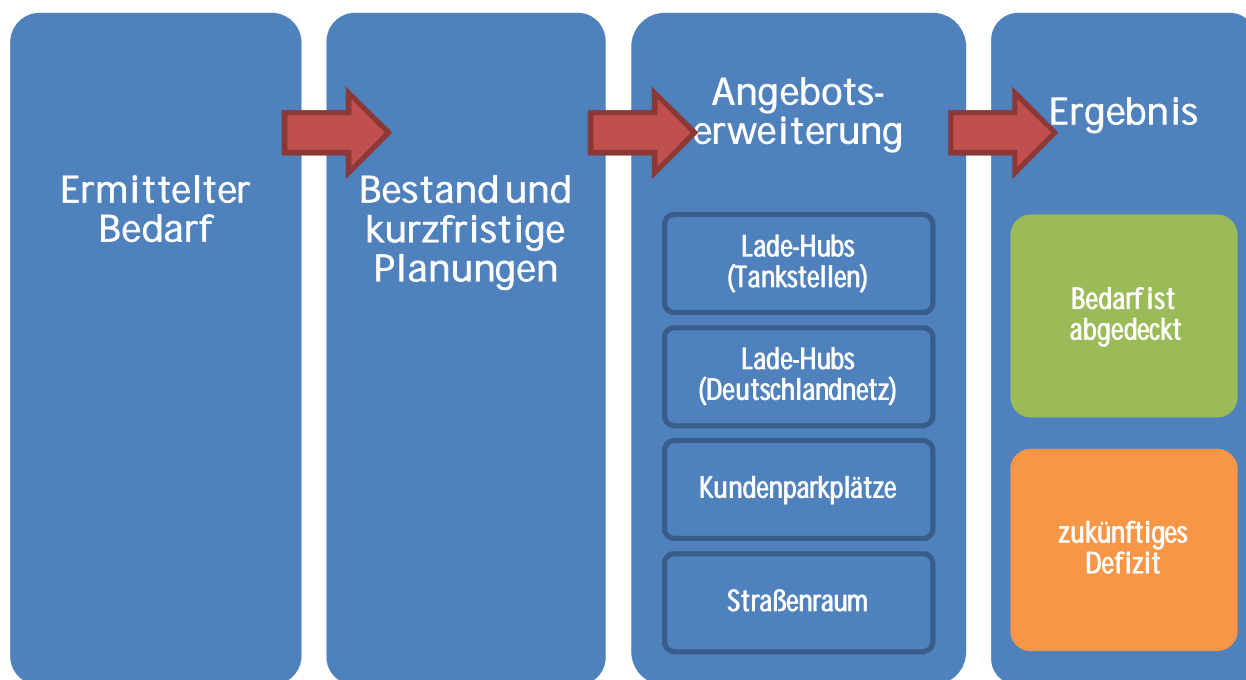 Ermittelter
Bedarf
Bestand und
kurzfristige
Planungen
Angebots-
erweiterung
Lade-Hubs
(Tankstellen)
Lade-Hubs
(Deutschlandnetz)
Kundenparkplätze
Straßenraum
Ergebnis
Bedarf ist
abgedeckt
zukünftiges
Defizit